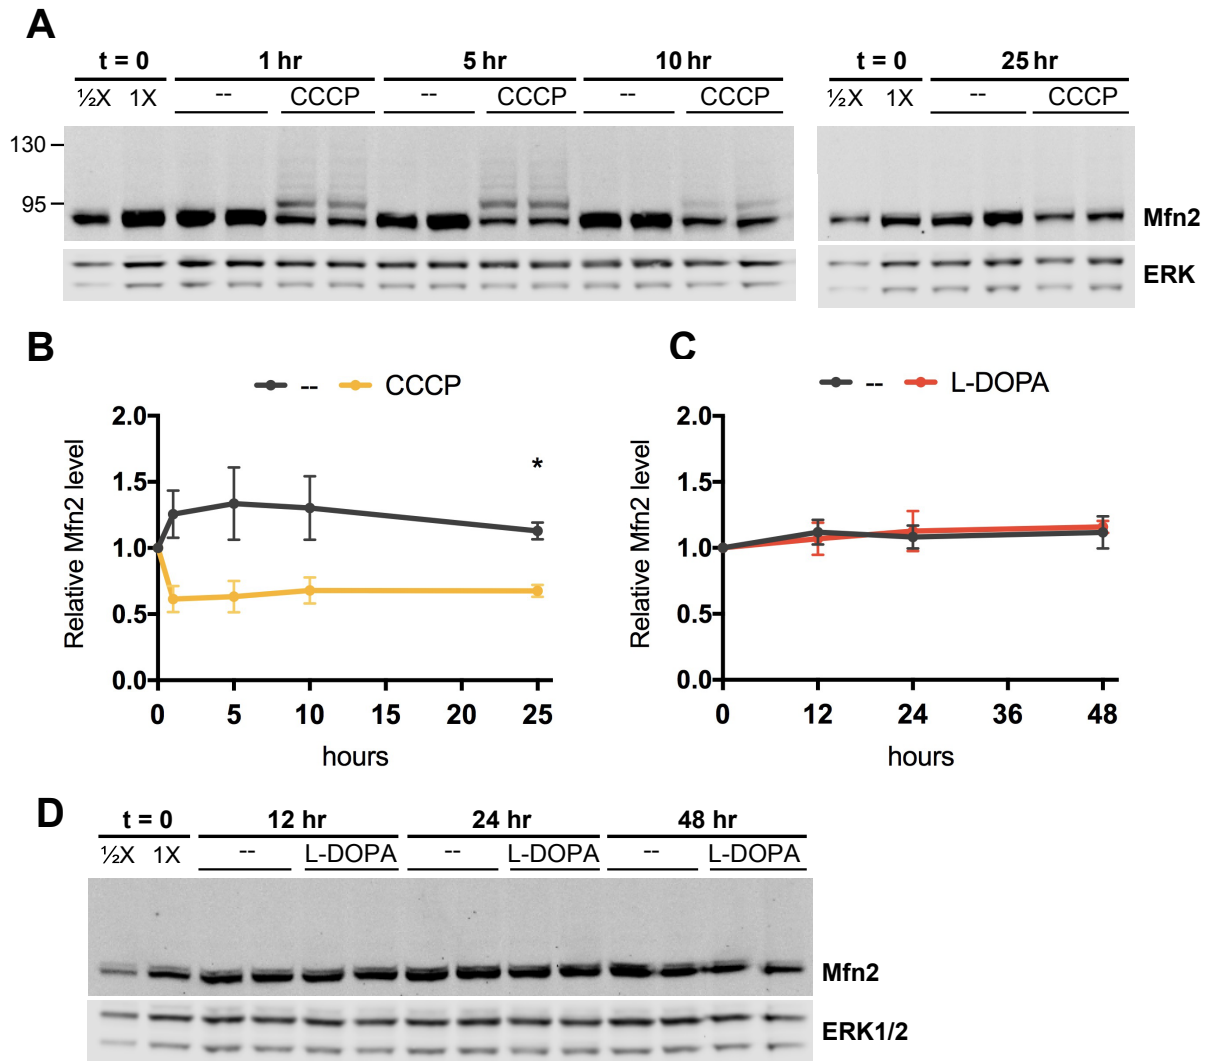 A
t = 0 1 hr 5 hr 10 hr t = 0 25 hr
½X 1X -- CCCP -- CCCP -- CCCP ½X 1X -- CCCP
130
95
Mfn2
ERK
B
-- CCCP
2.0
1.5
1.0
0.5
0.0
Relative Mfn2 level
*
0 5 10 15 20 25
hours
C
-- L-DOPA
2.0
1.5
1.0
0.5
0.0
Relative Mfn2 level
0 12 24 36 48
hours
D
t = 0 12 hr 24 hr 48 hr
½X 1X -- L-DOPA -- L-DOPA -- L-DOPA
Mfn2
ERK1/2